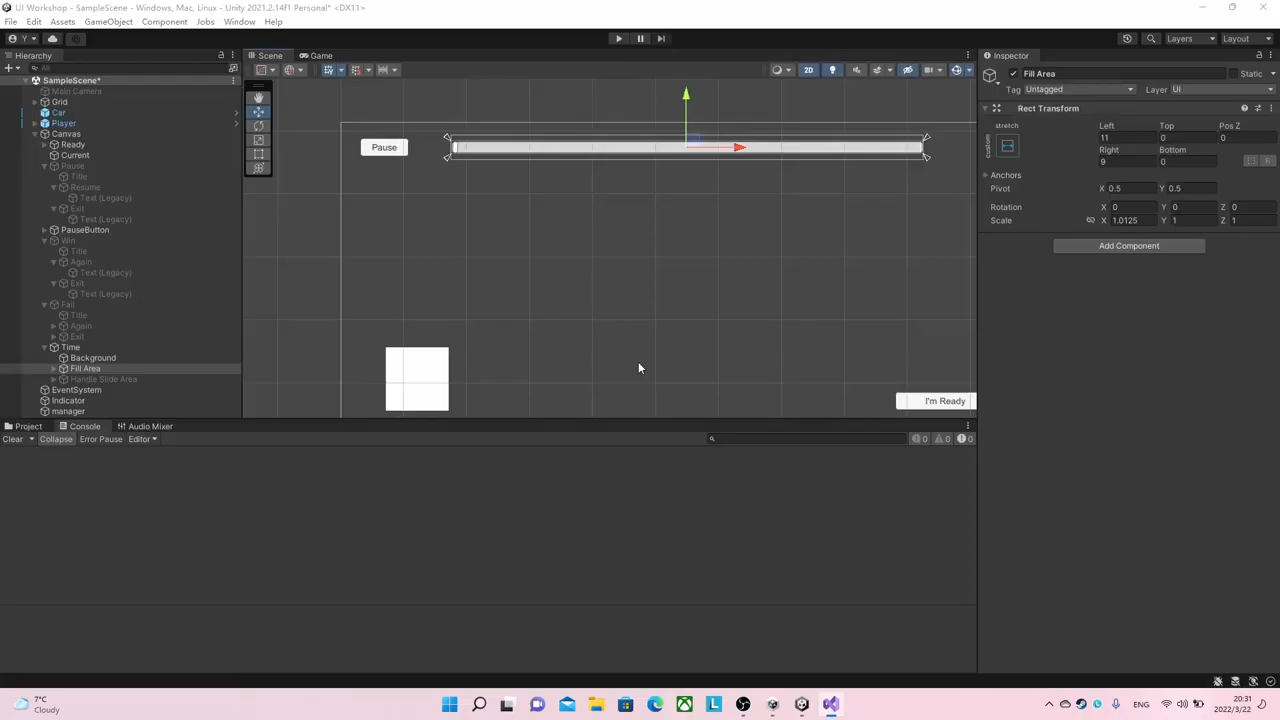 UI Workshop - SampleScene - Windows, Mac, Linux - Unity 2021.2.14f1 Personal* <DX11>
File Edit Assets GameObject Component Jobs Window Help
Y Layers Layout
Hierarchy Scene Game Inspector
All
2D
Fill Area Static
Tag Untagged Layer UI
SampleScene*
Main Camera
Grid
Car
Player
Canvas
Ready
Current
Pause
Title
Resume
Text (Legacy)
Exit
Text (Legacy)
PauseButton
Win
Title
Again
Text (Legacy)
Exit
Text (Legacy)
Fail
Title
Again
Exit
Time
Background
Fill Area
Handle Slide Area
EventSystem
Indicator
manager
Pause
I'm Ready
Rect Transform
stretch
custom
Left Top Pos Z
11 0 0
Right Bottom
9 0
R
Anchors
Pivot X 0.5 Y 0.5
Rotation X 0 Y 0 Z 0
Scale X 1.0125 Y 1 Z 1
Add Component
Project Console Audio Mixer
Clear Collapse Error Pause Editor
0 0 0
7°C
Cloudy
L
ENG
20:31
2022/3/22